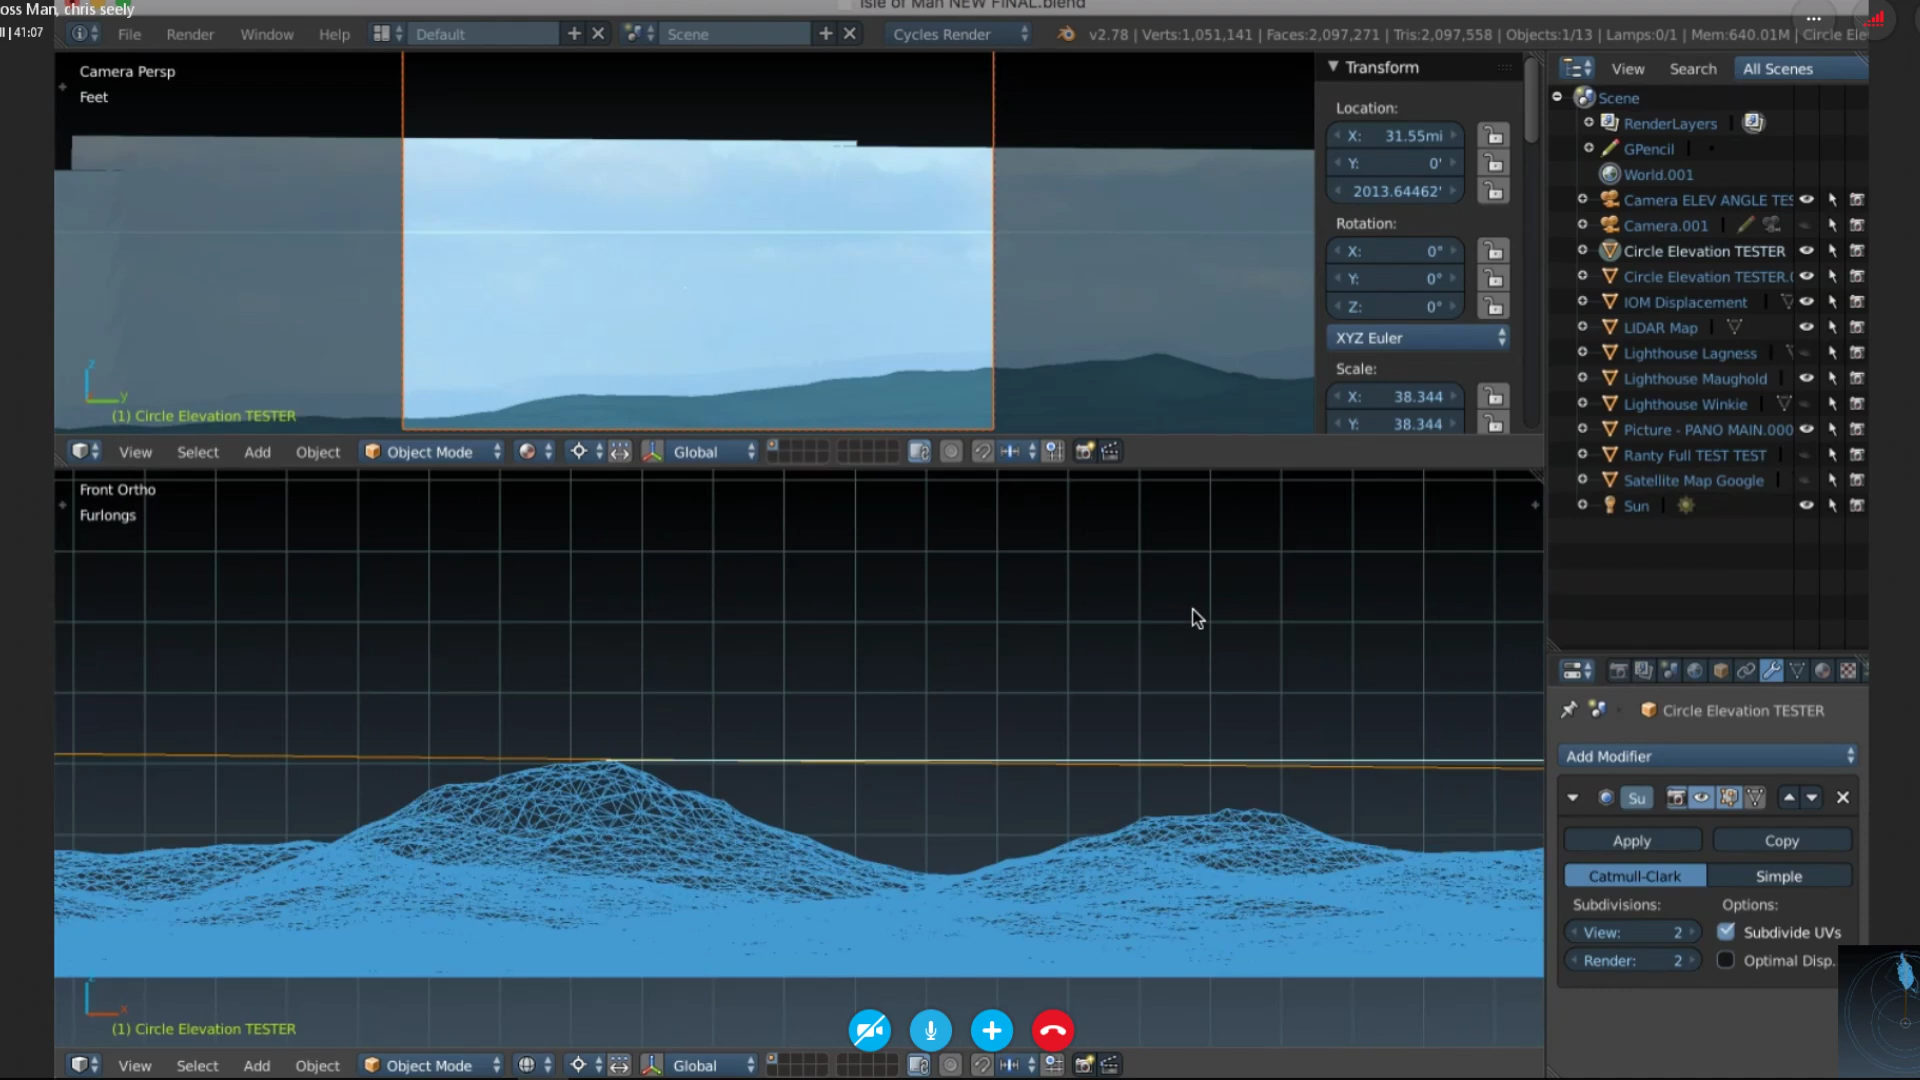 oss Man, chris seely
41:07
Isle of Man NEW FINAL.blend
File Render Window Help Default Scene Cycles Render v2.78 | Verts:1,051,141 | Faces:2,097,271 | Tris:2,097,558 | Objects:1/13 | Lamps:0/1 | Mem:640.01M | Circle Ele
Camera Persp
Feet
(1) Circle Elevation TESTER
z
y
Transform
Location:
X: 31.55mi
Y: 0'
2013.64462'
Rotation:
X: 0°
Y: 0°
Z: 0°
XYZ Euler
Scale:
X: 38.344
Y: 38.344
View Select Add Object Object Mode Global
Front Ortho
Furlongs
z
x
(1) Circle Elevation TESTER
View Select Add Object Object Mode Global
View Search All Scenes
Scene
RenderLayers
GPencil
World.001
Camera ELEV ANGLE TES
Camera.001
Circle Elevation TESTER
Circle Elevation TESTER.
IOM Displacement
LIDAR Map
Lighthouse Lagness
Lighthouse Maughold
Lighthouse Winkie
Picture - PANO MAIN.000
Ranty Full TEST TEST
Satellite Map Google
Sun
Circle Elevation TESTER
Add Modifier
Su
Apply Copy
Catmull-Clark Simple
Subdivisions: Options:
View: 2 Subdivide UVs
Render: 2 Optimal Disp.